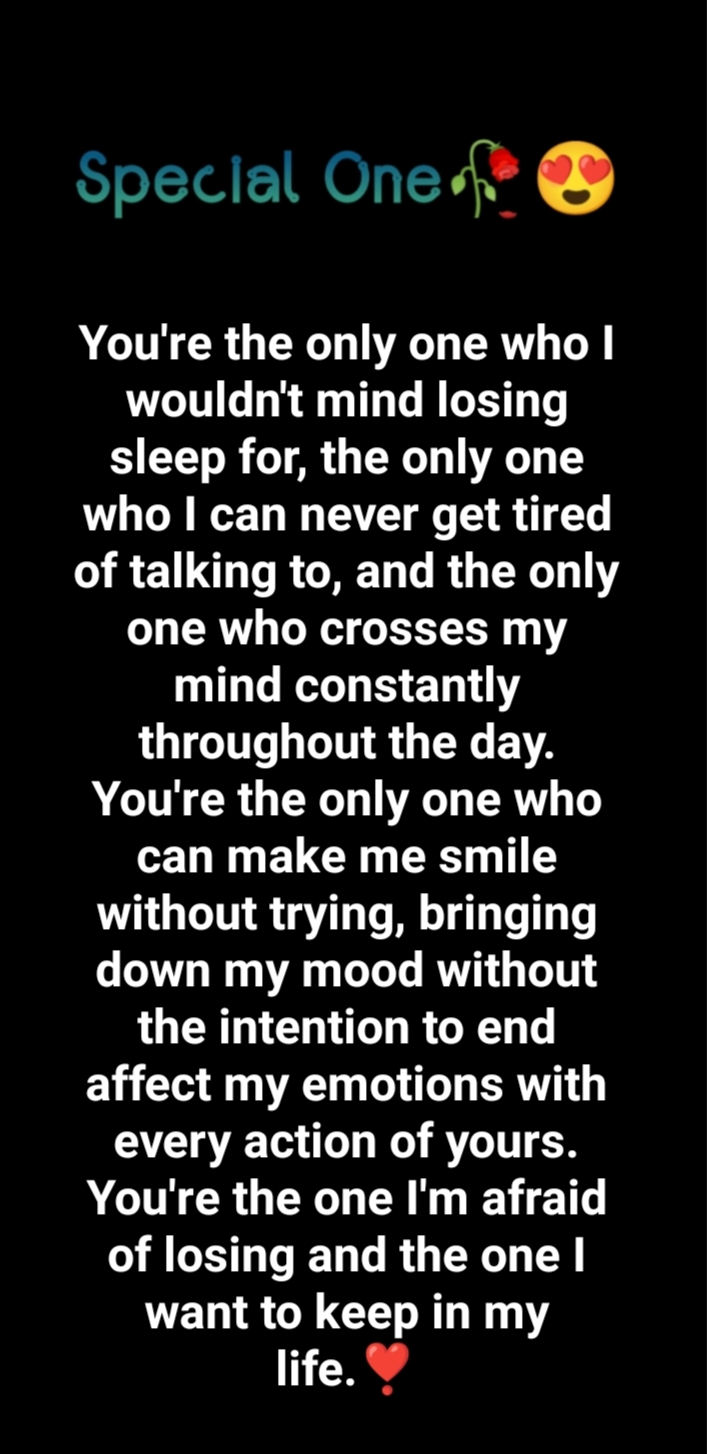 Special One🥀😍
You're the only one who I
wouldn't mind losing
sleep for, the only one
who I can never get tired
of talking to, and the only
one who crosses my
mind constantly
throughout the day.
You're the only one who
can make me smile
without trying, bringing
down my mood without
the intention to end
affect my emotions with
every action of yours.
You're the one I'm afraid
of losing and the one I
want to keep in my
life.❣️